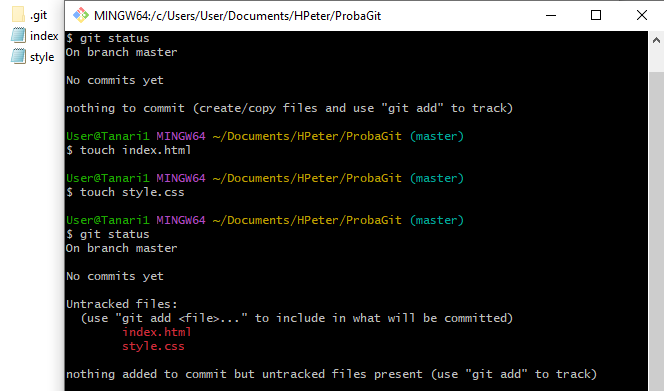 .git
index
style
MINGW64:/c/Users/User/Documents/HPeter/ProbaGit
$ git status
On branch master
No commits yet
nothing to commit (create/copy files and use "git add" to track)
User@Tanari1 MINGW64 ~/Documents/HPeter/ProbaGit (master)
$ touch index.html
User@Tanari1 MINGW64 ~/Documents/HPeter/ProbaGit (master)
$ touch style.css
User@Tanari1 MINGW64 ~/Documents/HPeter/ProbaGit (master)
$ git status
On branch master
No commits yet
Untracked files:
  (use "git add <file>..." to include in what will be committed)
        index.html
        style.css
nothing added to commit but untracked files present (use "git add" to track)